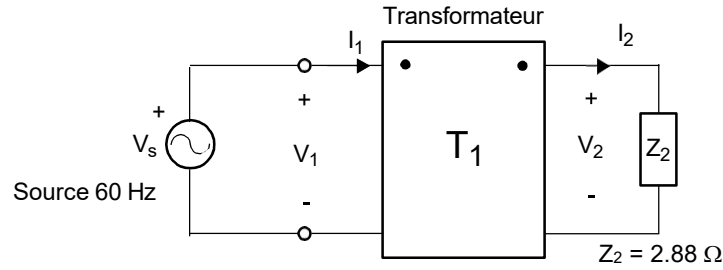 Transformateur
I1
I2
+
+
+
Vs
V1
T1
V2
Z2
Source 60 Hz
-
-
Z2 = 2.88 Ω